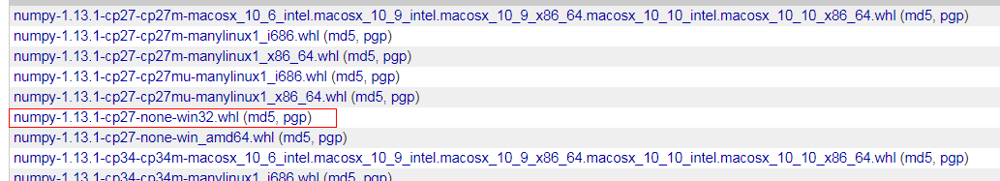 numpy-1.13.1-cp27-cp27m-macosx_10_6_intel.macosx_10_9_intel.macosx_10_9_x86_64.macosx_10_10_intel.macosx_10_10_x86_64.whl (md5, pgp)
numpy-1.13.1-cp27-cp27m-manylinux1_i686.whl (md5, pgp)
numpy-1.13.1-cp27-cp27m-manylinux1_x86_64.whl (md5, pgp)
numpy-1.13.1-cp27-cp27mu-manylinux1_i686.whl (md5, pgp)
numpy-1.13.1-cp27-cp27mu-manylinux1_x86_64.whl (md5, pgp)
numpy-1.13.1-cp27-none-win32.whl (md5, pgp)
numpy-1.13.1-cp27-none-win_amd64.whl (md5, pgp)
numpy-1.13.1-cp34-cp34m-macosx_10_6_intel.macosx_10_9_intel.macosx_10_9_x86_64.macosx_10_10_intel.macosx_10_10_x86_64.whl (md5, pgp)
numpy-1.13.1-cp34-cp34m-manylinux1_i686.whl (md5, pgp)